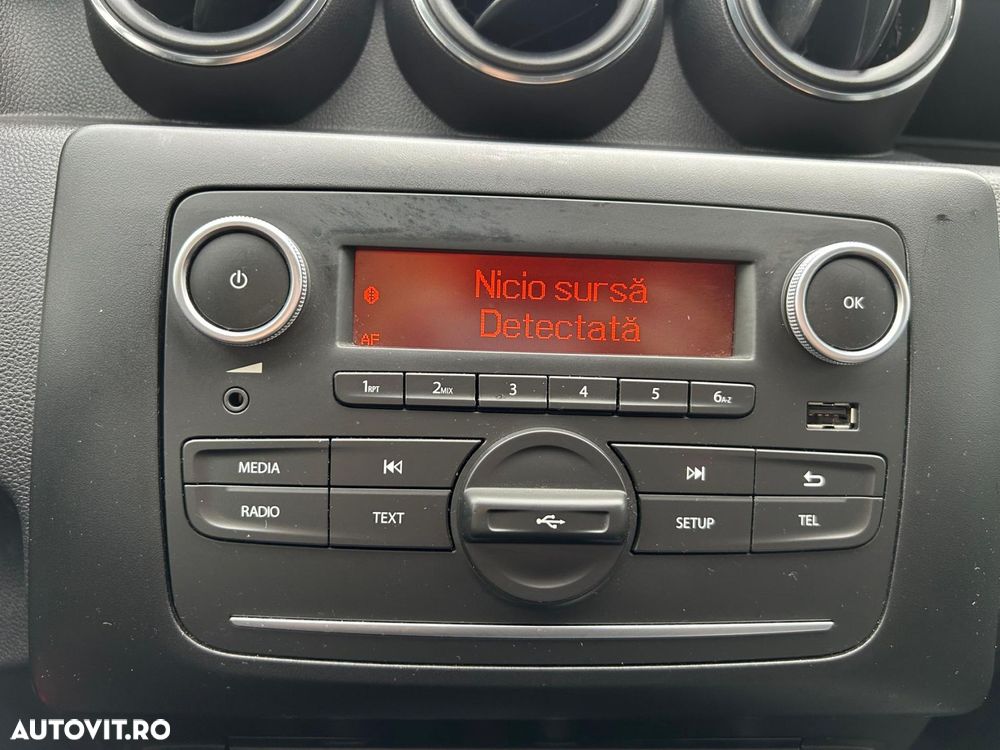 Nicio sursă
Detectată
AF
OK
1RPT 2MIX 3 4 5 6A-Z
MEDIA
RADIO
TEXT
SETUP
TEL
AUTOVIT.RO